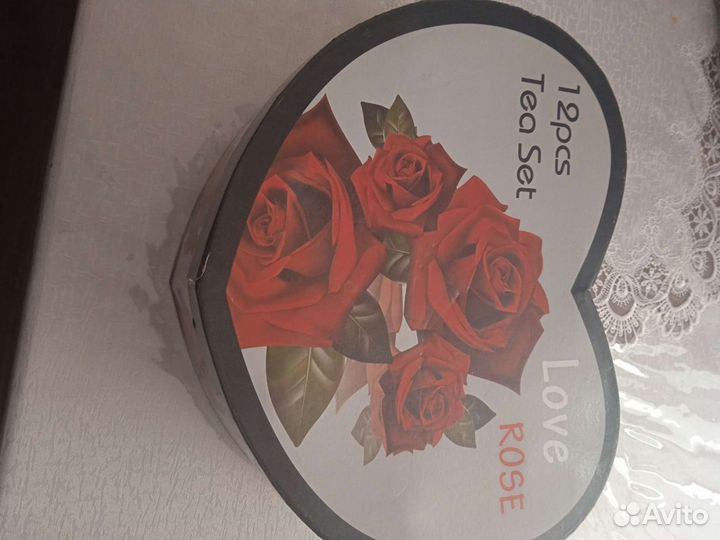 12pcs
Tea Set
Love
ROSE
Avito